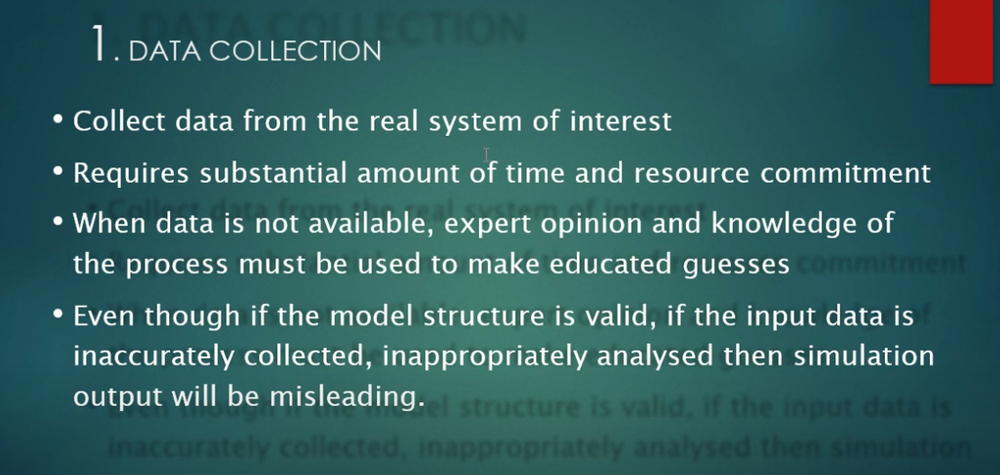 1. DATA COLLECTION
• Collect data from the real system of interest
• Requires substantial amount of time and resource commitment
• When data is not available, expert opinion and knowledge of
the process must be used to make educated guesses
• Even though if the model structure is valid, if the input data is
inaccurately collected, inappropriately analysed then simulation
output will be misleading.